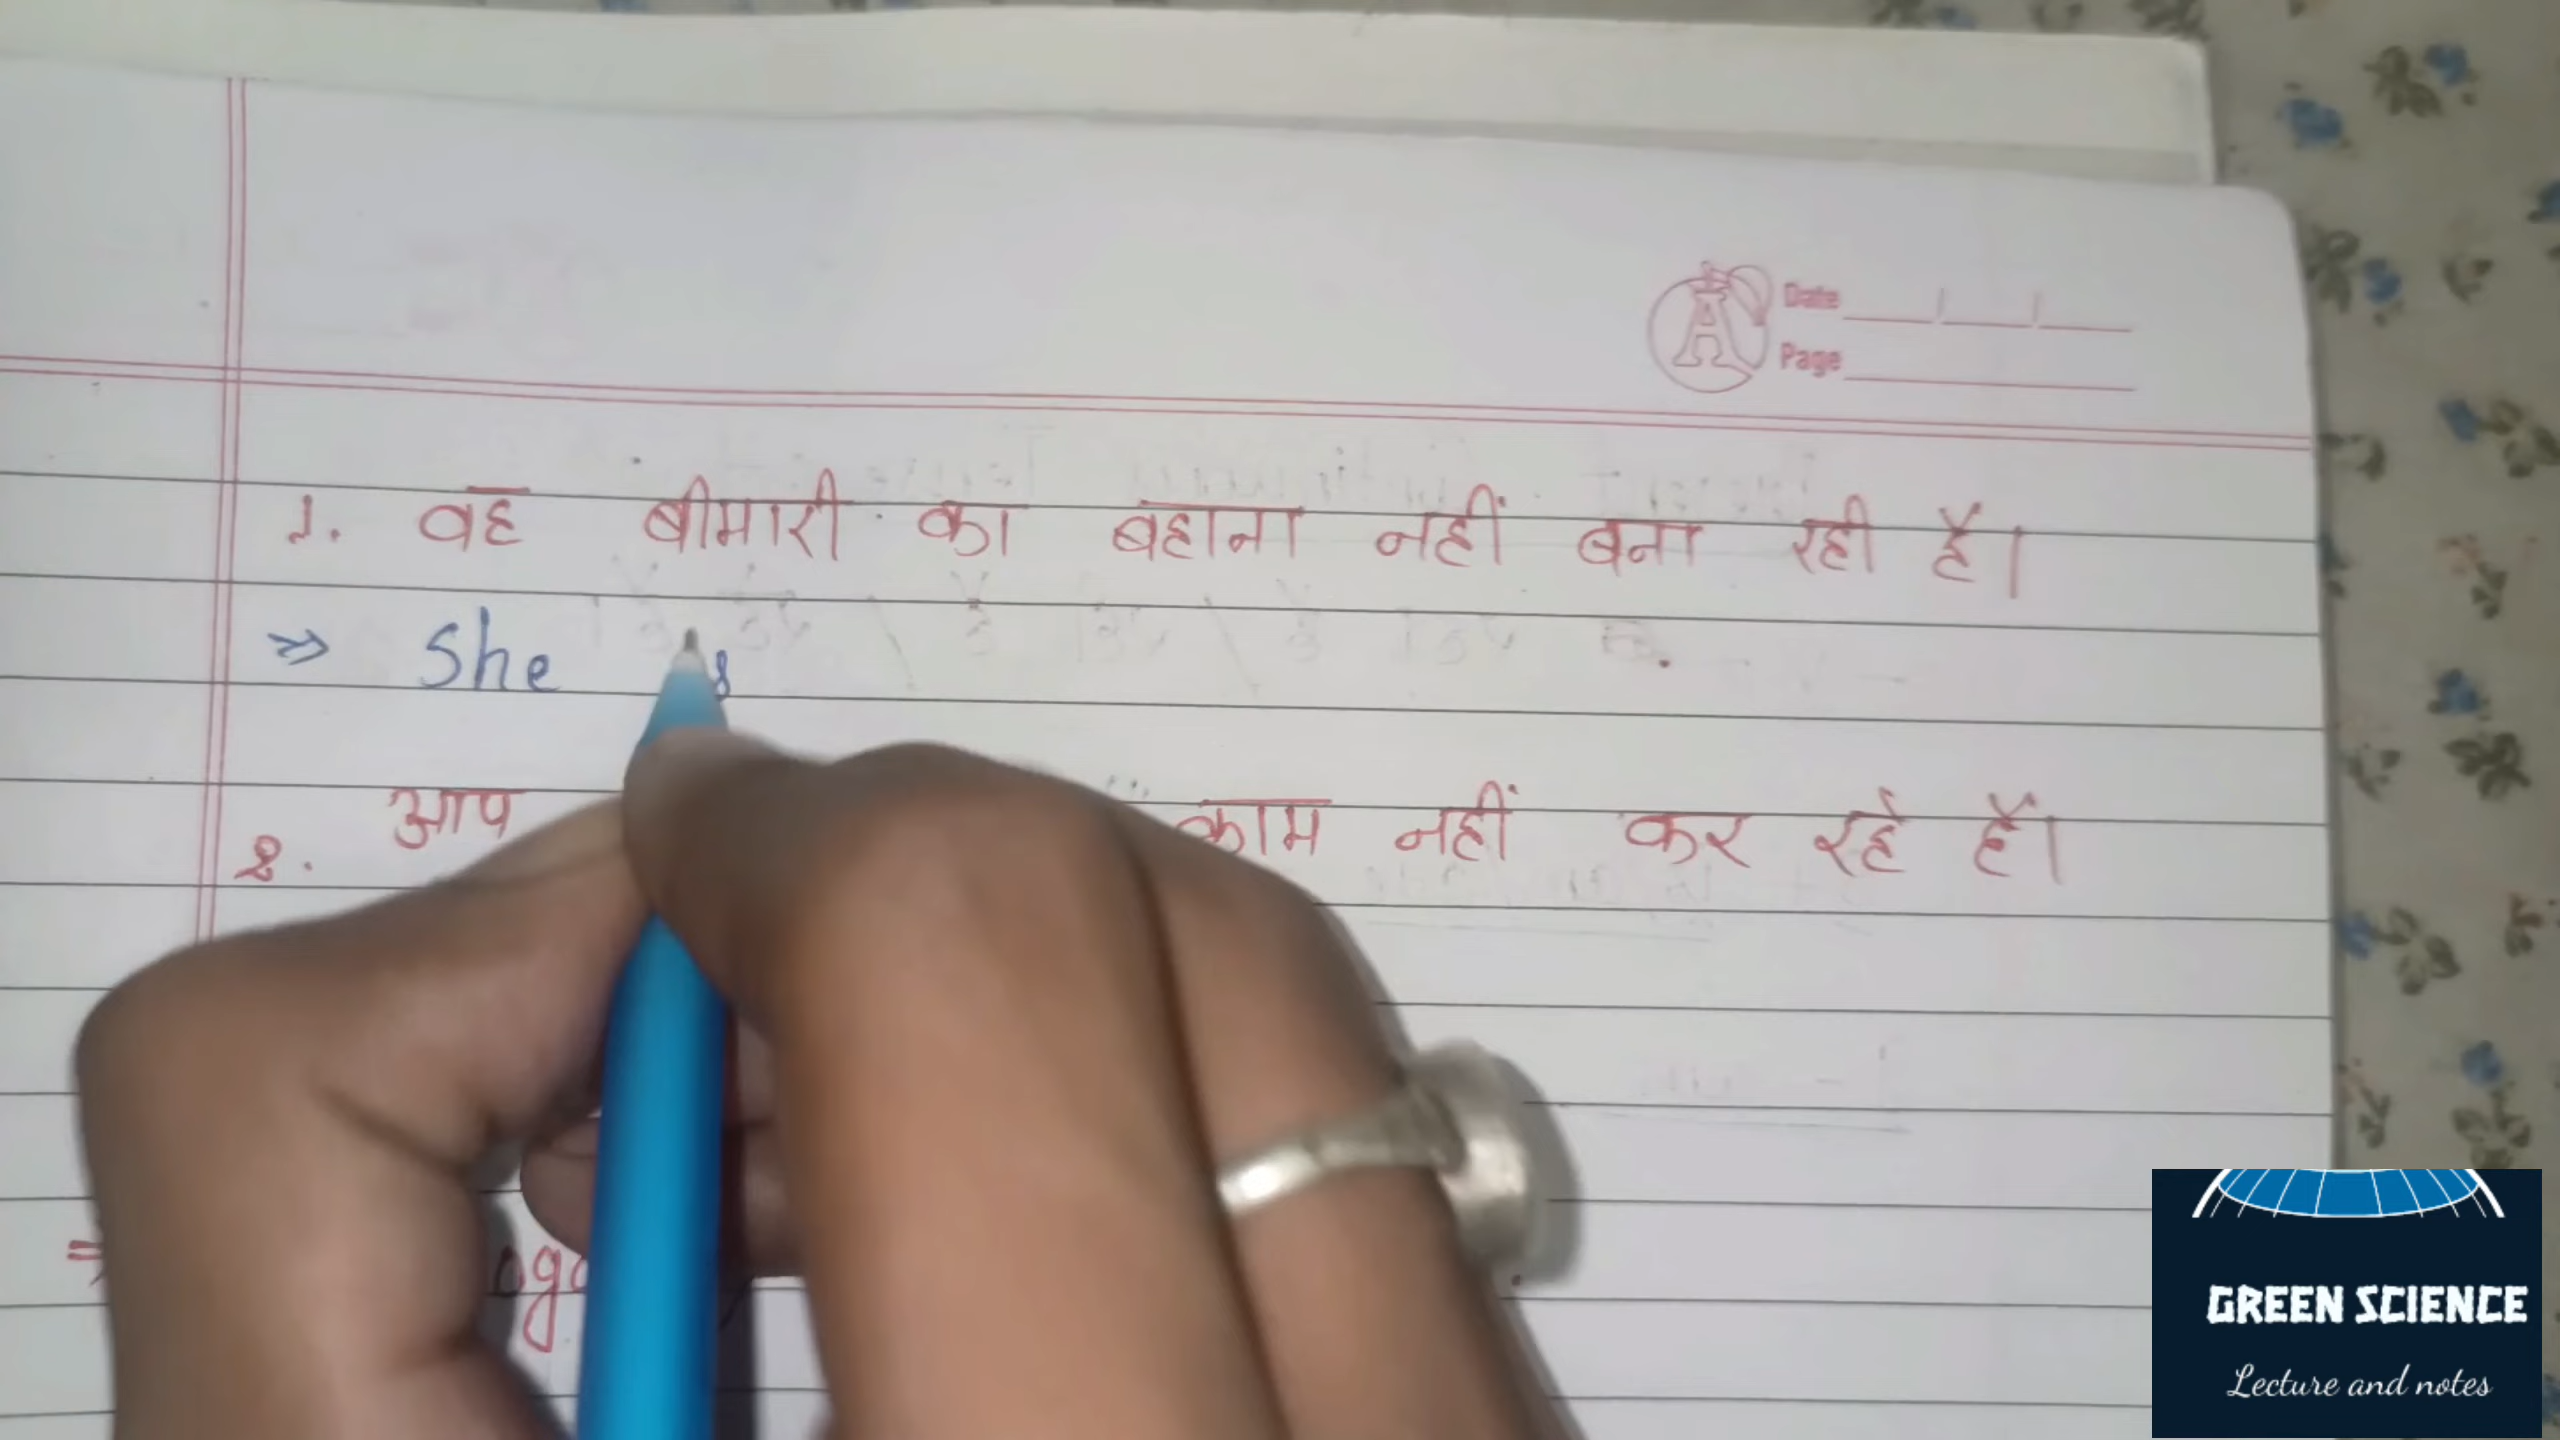 Date
Page
1. वह बीमारी का बहाना नहीं बना रही है।
⇒ She is
2. आप काम नहीं कर रहे हैं।
GREEN SCIENCE
Lecture and notes